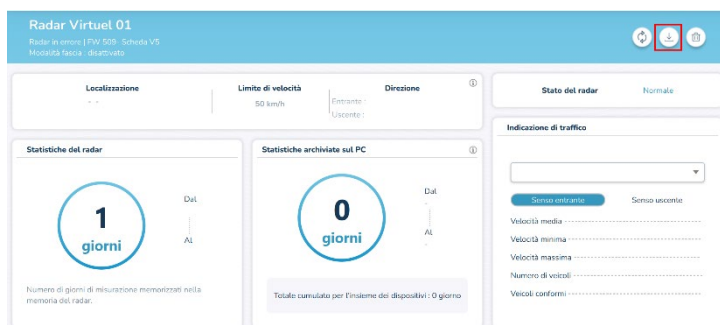 Radar Virtuel 01
Radar in errore | FW 509- Scheda V5
Modalità fascia : disattivato
Localizzazione
- -
Limite di velocità
50 km/h
Direzione
Entrante :
Uscente :
Stato del radar
Normale
Statistiche del radar
1
giorni
Dal
Al
Numero di giorni di misurazione memorizzati nella
memoria del radar.
Statistiche archiviate sul PC
0
giorni
Dal
-
Al
-
Totale cumulato per l'insieme dei dispositivi : 0 giorno
Indicazione di traffico
Senso entrante
Senso uscente
Velocità media
Velocità minima
Velocità massima
Numero di veicoli
Veicoli conformi